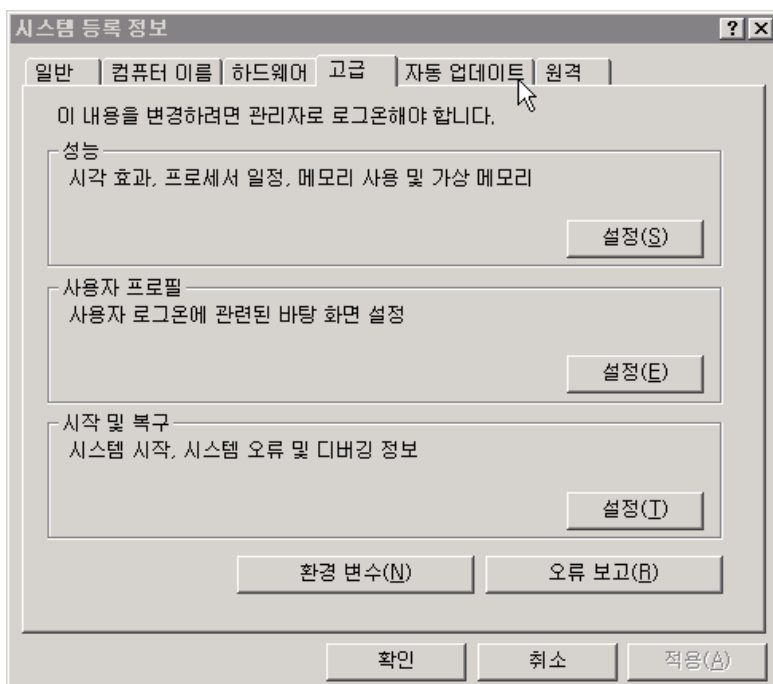 시스템 등록 정보
일반 컴퓨터 이름 하드웨어 고급 자동 업데이트 원격
이 내용을 변경하려면 관리자로 로그온해야 합니다.
성능
시각 효과, 프로세서 일정, 메모리 사용 및 가상 메모리
설정(S)
사용자 프로필
사용자 로그온에 관련된 바탕 화면 설정
설정(E)
시작 및 복구
시스템 시작, 시스템 오류 및 디버깅 정보
설정(T)
환경 변수(N) 오류 보고(R)
확인 취소 적용(A)